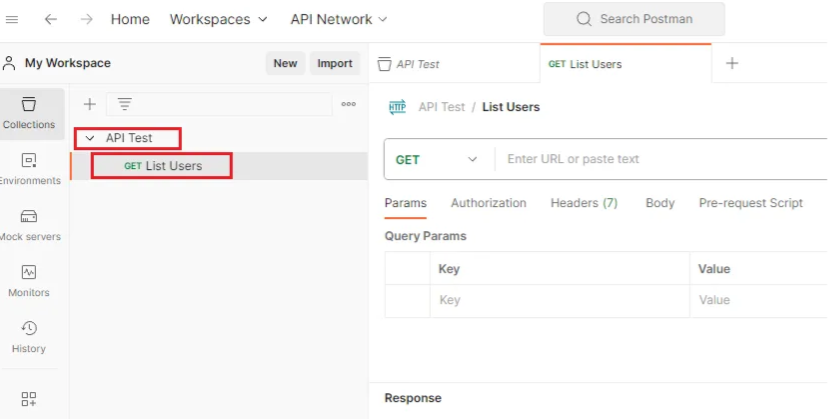 Home Workspaces API Network Search Postman
My Workspace New Import API Test GET List Users
Collections
API Test
GET List Users
Environments
Mock servers
Monitors
History
HTTP API Test / List Users
GET Enter URL or paste text
Params Authorization Headers (7) Body Pre-request Script
Query Params
Key Value
Key Value
Response